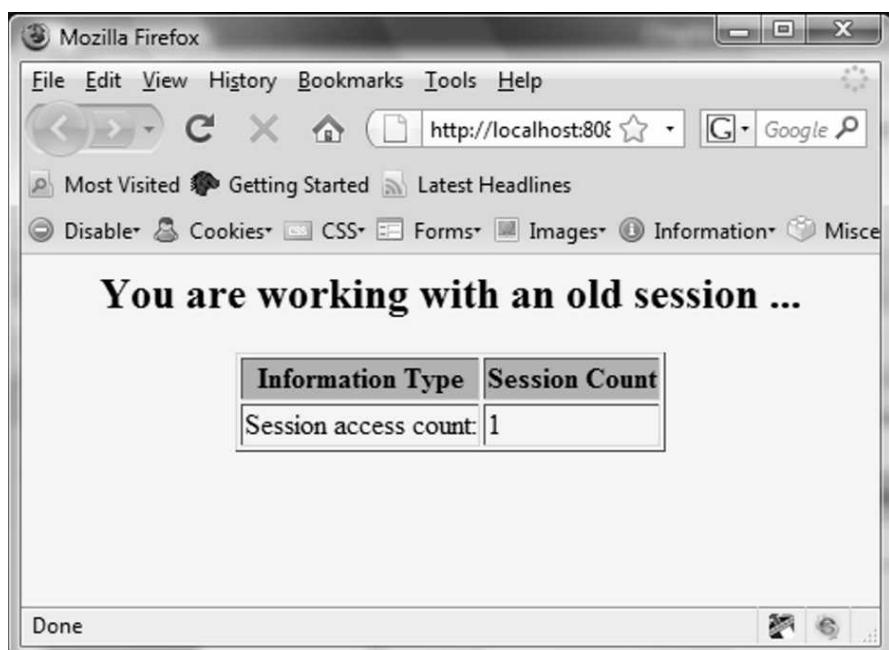 Mozilla Firefox
File Edit View History Bookmarks Tools Help
http://localhost:808 G Google
Most Visited Getting Started Latest Headlines
Disable Cookies CSS CSS Forms Images Information Misce
You are working with an old session ...
Information Type Session Count
Session access count: 1
Done